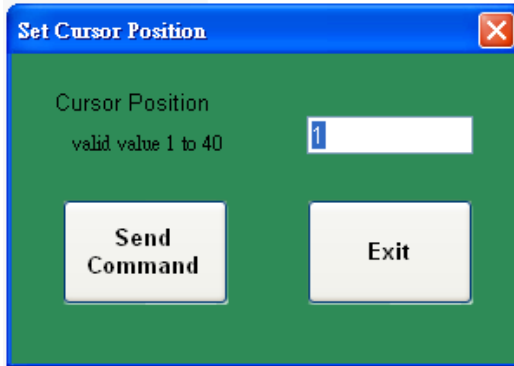 Set Cursor Position
Cursor Position
valid value 1 to 40
1
Send
Command
Exit